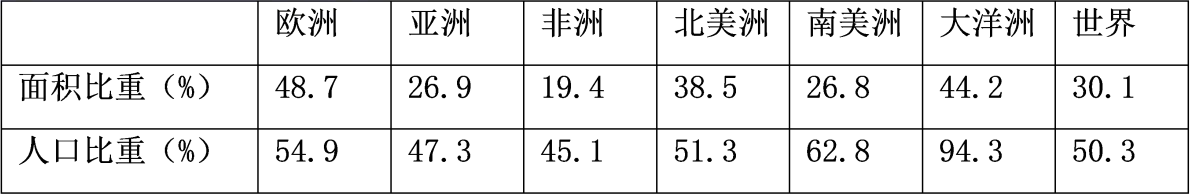 欧洲 亚洲 非洲 北美洲 南美洲 大洋洲 世界
面积比重（%） 48.7 26.9 19.4 38.5 26.8 44.2 30.1
人口比重（%） 54.9 47.3 45.1 51.3 62.8 94.3 50.3